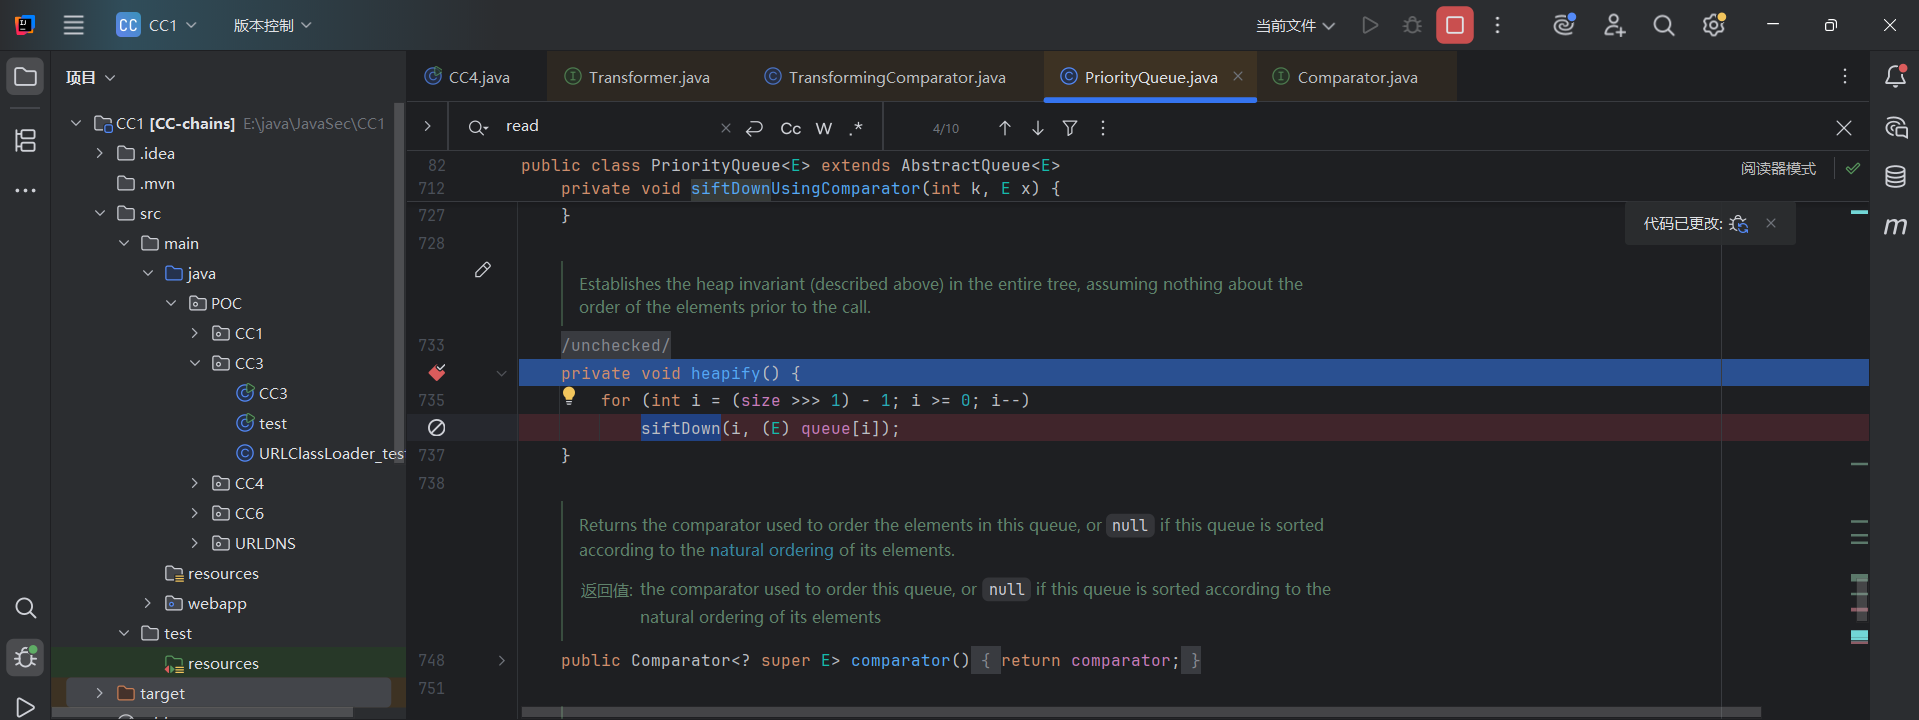 CC CC1 版本控制 当前文件
项目
CC4.java Transformer.java TransformingComparator.java PriorityQueue.java Comparator.java
CC1 [CC-chains] E:\java\JavaSec\CC1
.idea
.mvn
src
main
java
POC
CC1
CC3
CC3
test
URLClassLoader_tes
CC4
CC6
URLDNS
resources
webapp
test
resources
target
read Cc W .* 4/10
82 public class PriorityQueue<E> extends AbstractQueue<E>
阅读器模式
712 private void siftDownUsingComparator(int k, E x) {
727 }
代码已更改:
728
Establishes the heap invariant (described above) in the entire tree, assuming nothing about the
order of the elements prior to the call.
733 /unchecked/
private void heapify() {
735 for (int i = (size >>> 1) - 1; i >= 0; i--)
siftDown(i, (E) queue[i]);
737 }
738
Returns the comparator used to order the elements in this queue, or null if this queue is sorted
according to the natural ordering of its elements.
返回值: the comparator used to order this queue, or null if this queue is sorted according to the
natural ordering of its elements
748 public Comparator<? super E> comparator() { return comparator; }
751
m